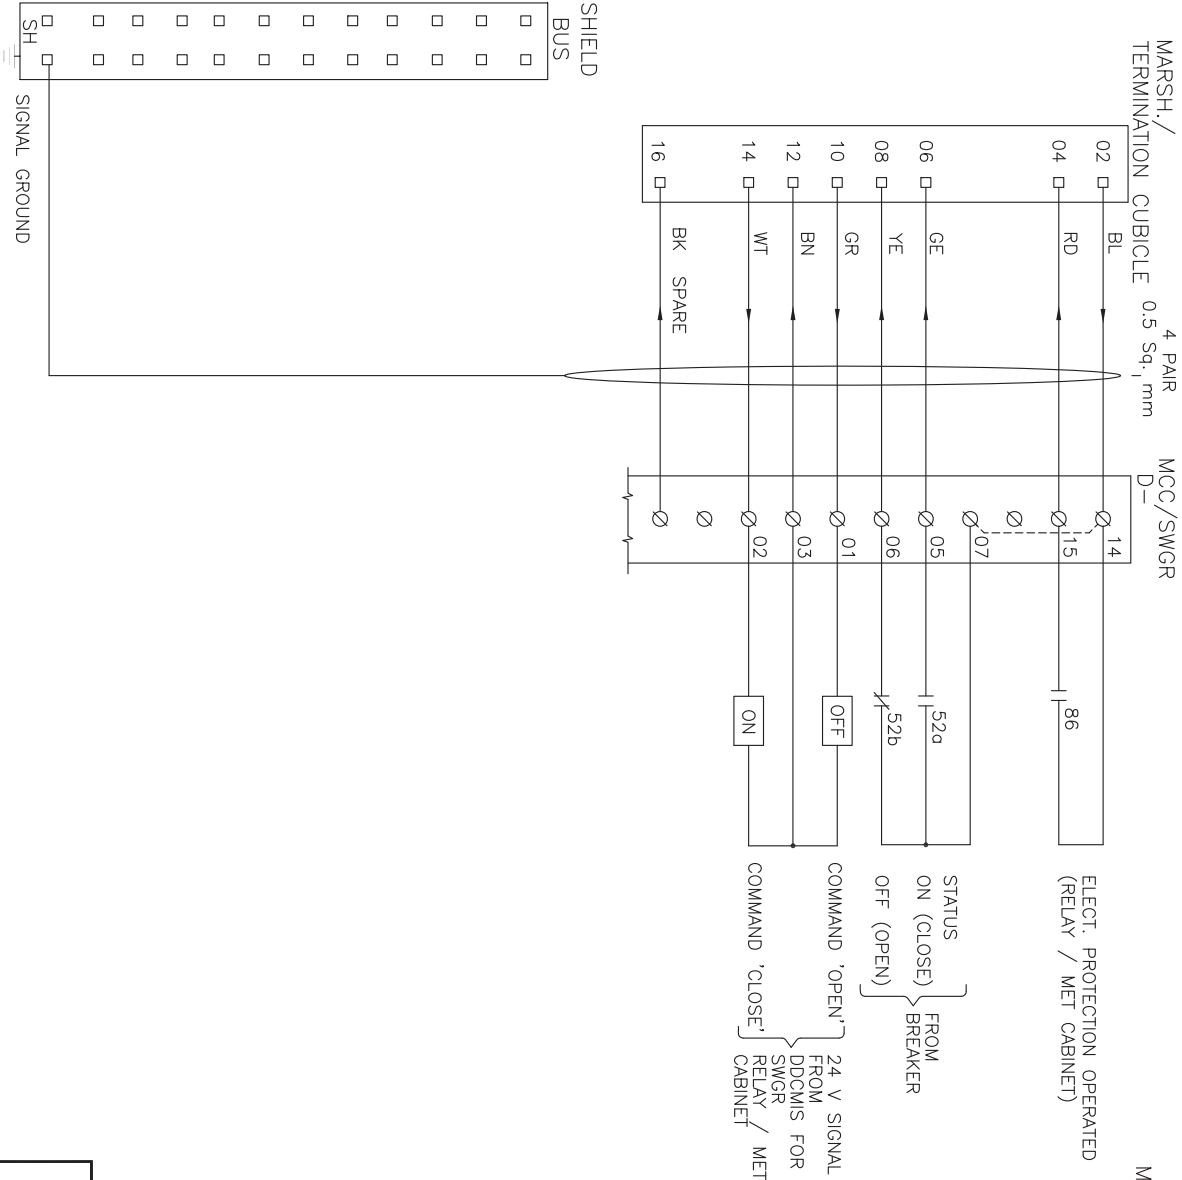 MARSH./
TERMINATION CUBICLE
4 PAIR
0.5 Sq. mm
MCC/SWGR
D-
02
BL
14
04
RD
15
86
ELECT. PROTECTION OPERATED
(RELAY / MET CABINET)
07
STATUS
06
GE
05
52a
ON (CLOSE)
08
YE
06
52b
OFF (OPEN)
FROM
BREAKER
10
GR
01
OFF
COMMAND 'OPEN'
12
BN
03
14
WT
02
ON
COMMAND 'CLOSE'
24 V SIGNAL
FROM
DDCMIS FOR
SWGR
RELAY / MET
CABINET
16
BK SPARE
SHIELD
BUS
SH
SIGNAL GROUND
M